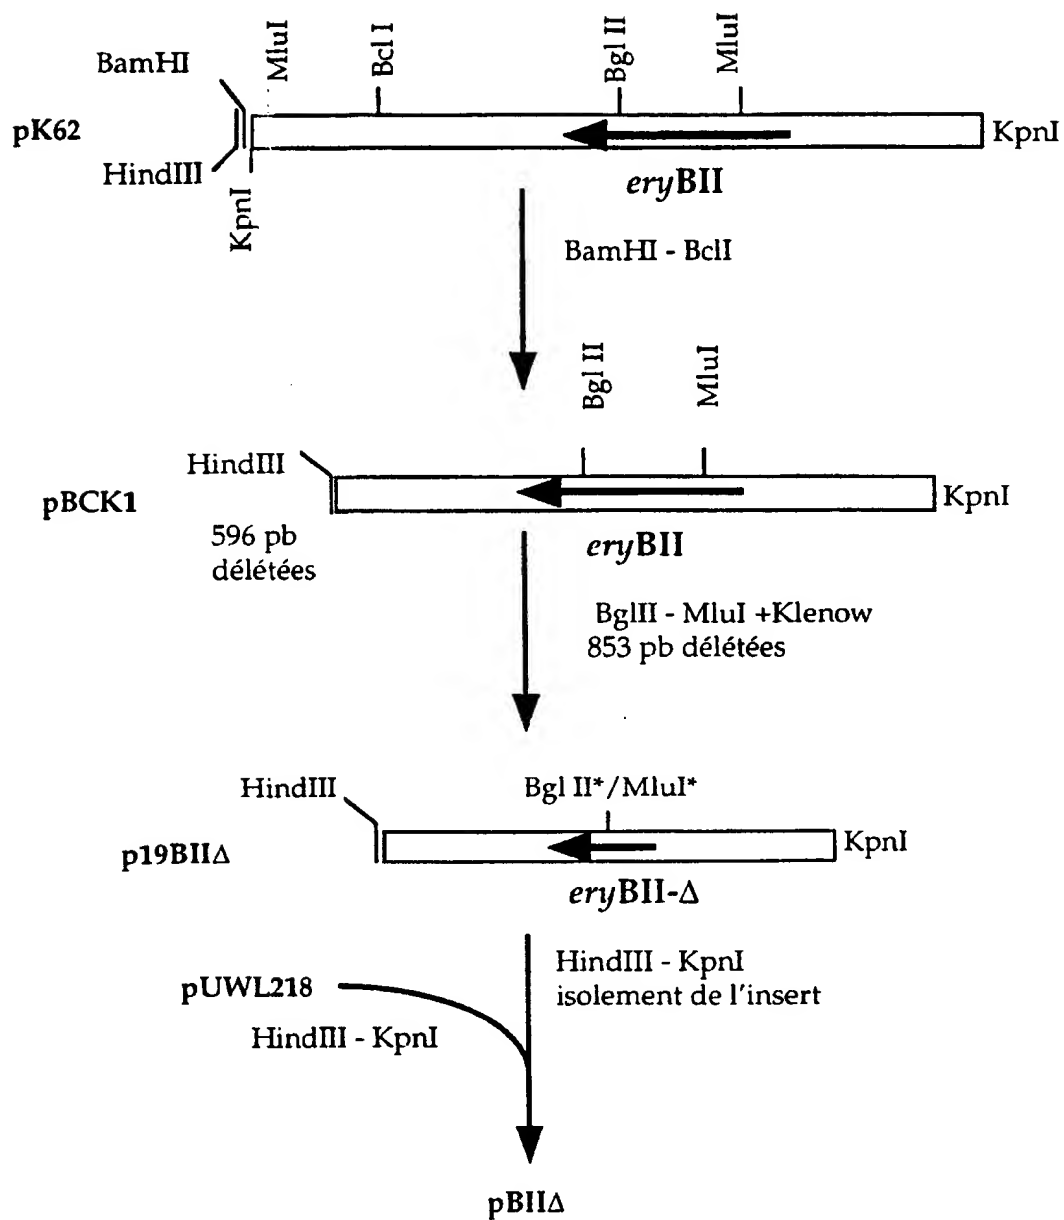 MluI
Bcl I
Bgl II
MluI
BamHI
pK62
KpnI
HindIII
KpnI
eryBII
BamHI - BclI
Bgl II
MluI
HindIII
pBCK1
KpnI
596 pb
délétées
eryBII
BglII - MluI +Klenow
853 pb délétées
HindIII
Bgl II*/MluI*
p19BIIΔ
KpnI
eryBII-Δ
HindIII - KpnI
isolement de l'insert
pUWL218
HindIII - KpnI
pBIIΔ